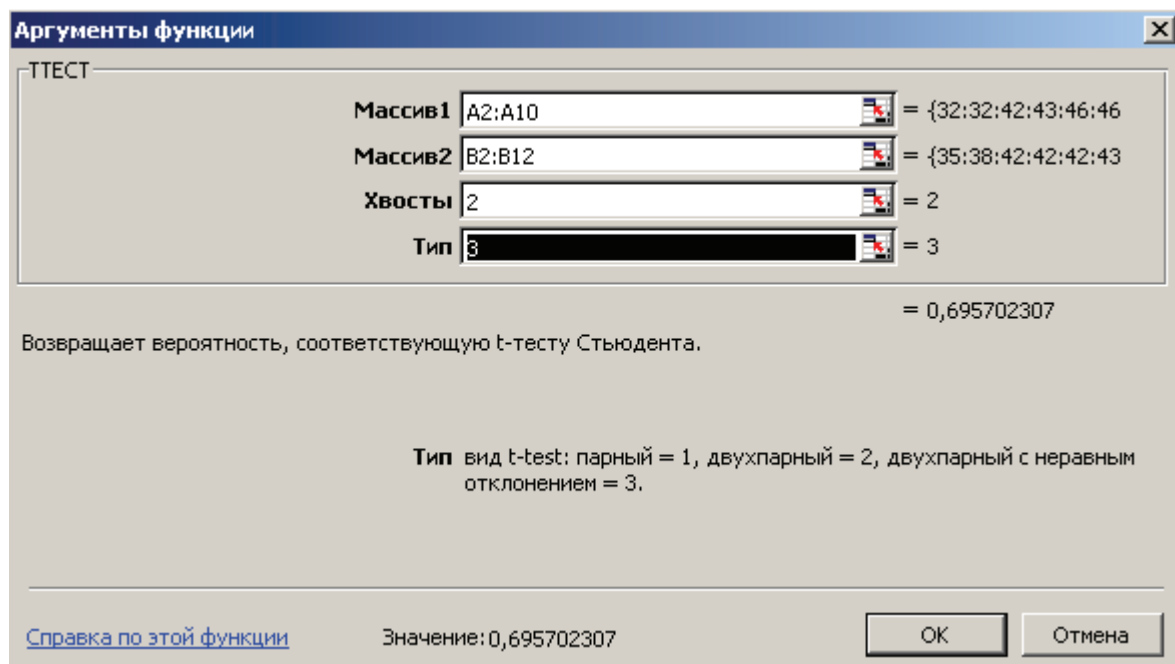 Аргументы функции
ТТЕСТ
Массив1 A2:A10 = {32:32:42:43:46:46
Массив2 B2:B12 = {35:38:42:42:42:43
Хвосты 2 = 2
Тип 3 = 3
= 0,695702307
Возвращает вероятность, соответствующую t-тесту Стьюдента.
Тип вид t-test: парный = 1, двухпарный = 2, двухпарный с неравным
отклонением = 3.
Справка по этой функции Значение: 0,695702307 ОК Отмена